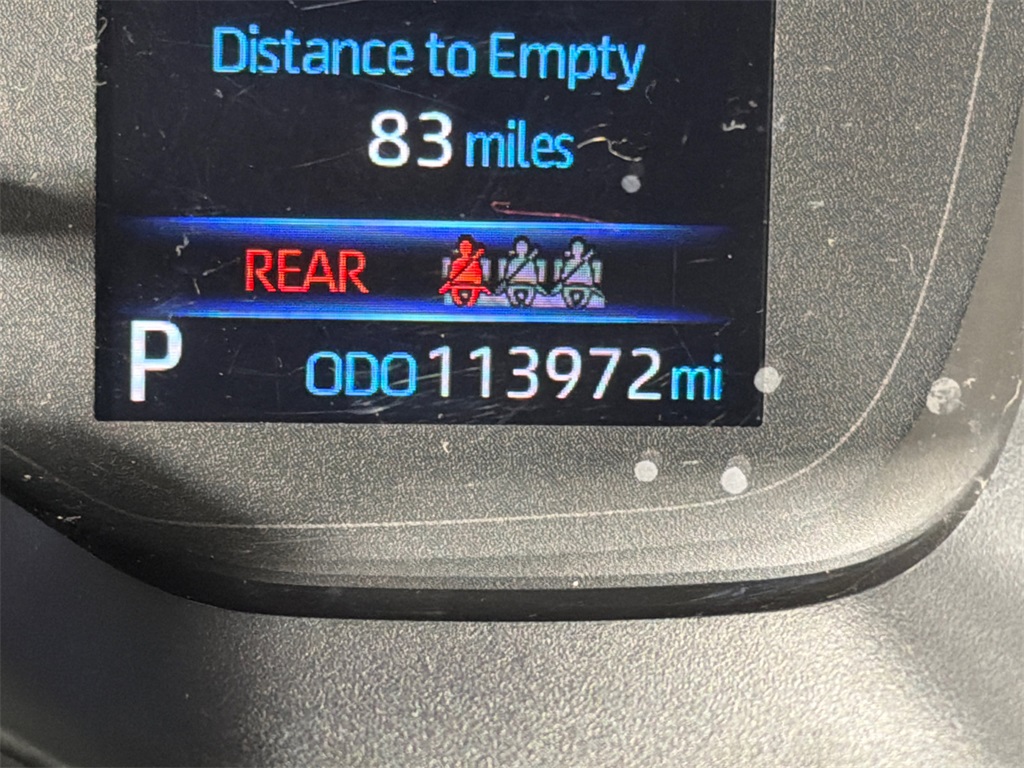 Distance to Empty
83 miles
REAR
P ODO 113972 mi